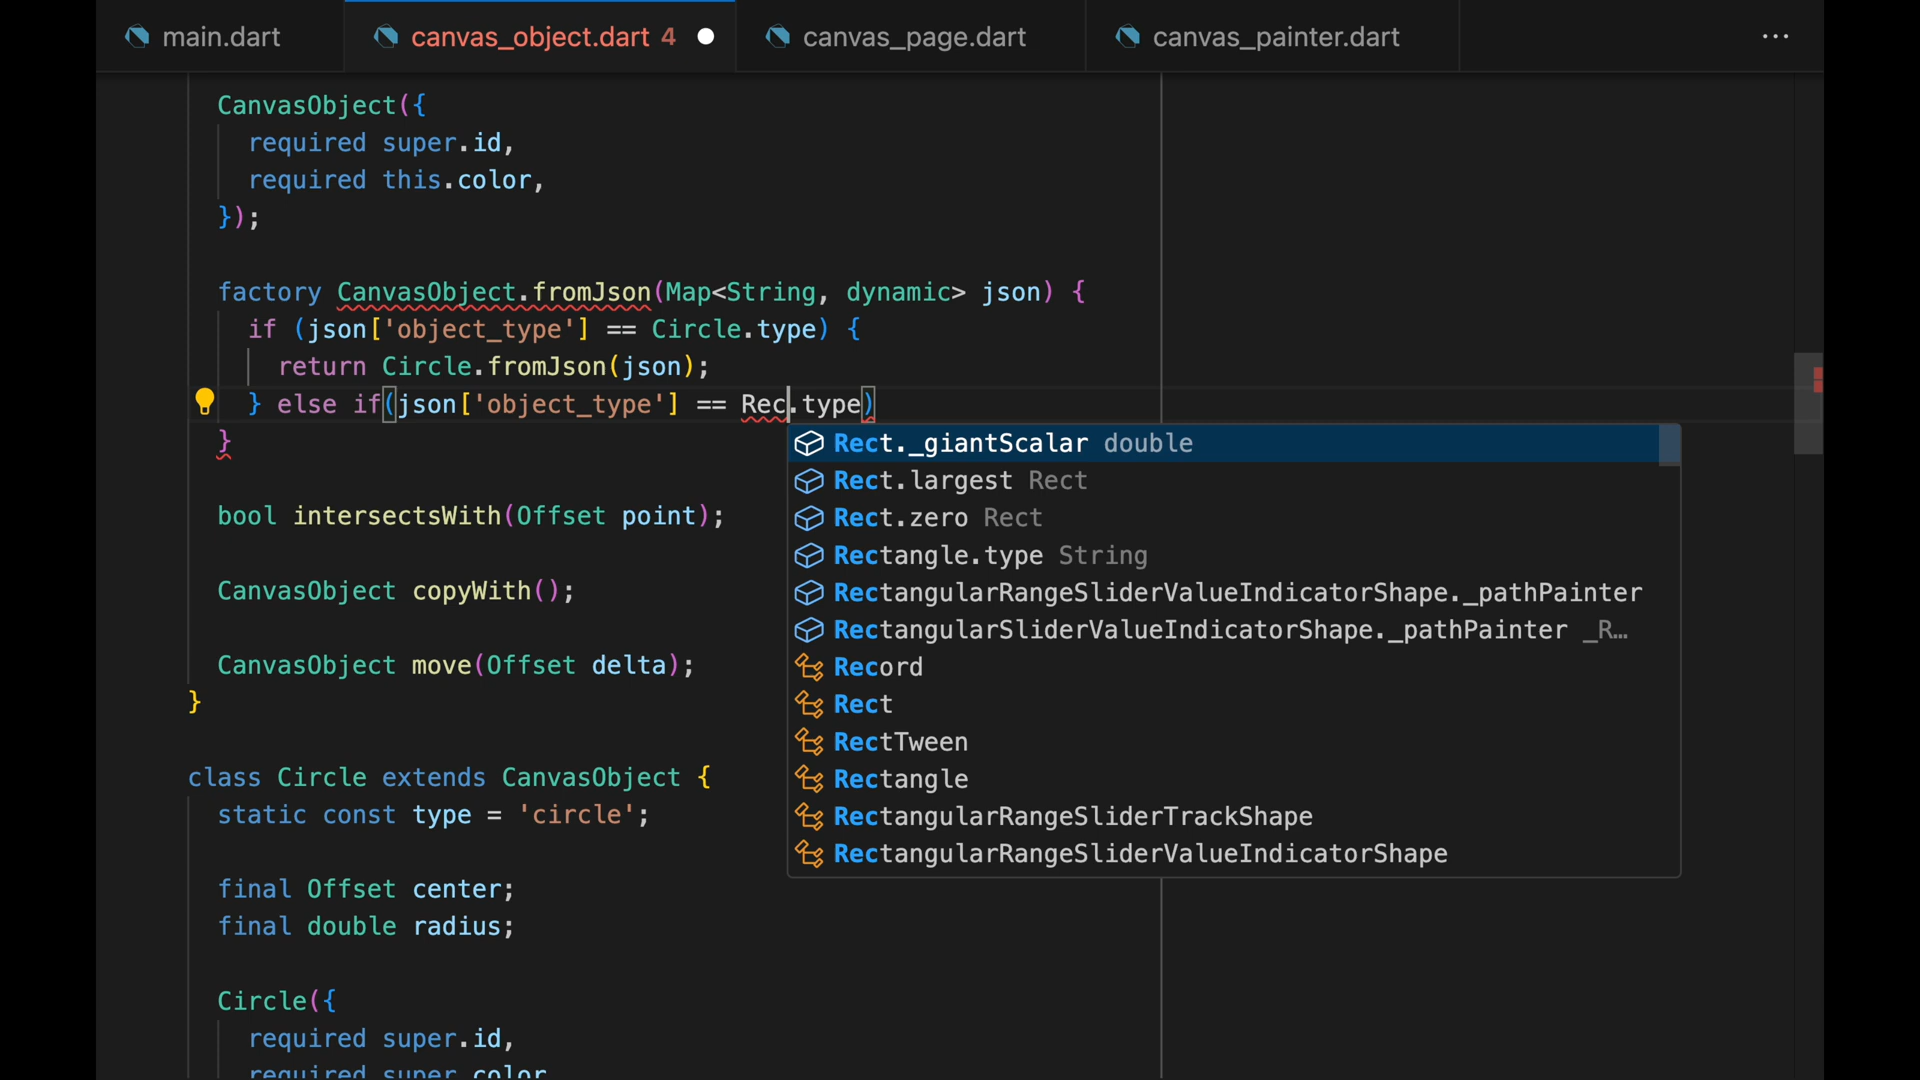 main.dart
canvas_object.dart 4
canvas_page.dart
canvas_painter.dart
CanvasObject({
required super.id,
required this.color,
});
factory CanvasObject.fromJson(Map<String, dynamic> json) {
if (json['object_type'] == Circle.type) {
return Circle.fromJson(json);
} else if(json['object_type'] == Rec.type)
}
bool intersectsWith(Offset point);
CanvasObject copyWith();
CanvasObject move(Offset delta);
}
Rect._giantScalar double
Rect.largest Rect
Rect.zero Rect
Rectangle.type String
RectangularRangeSliderValueIndicatorShape._pathPainter
RectangularSliderValueIndicatorShape._pathPainter _R…
Record
Rect
RectTween
Rectangle
RectangularRangeSliderTrackShape
RectangularRangeSliderValueIndicatorShape
class Circle extends CanvasObject {
static const type = 'circle';
final Offset center;
final double radius;
Circle({
required super.id,
required super.color